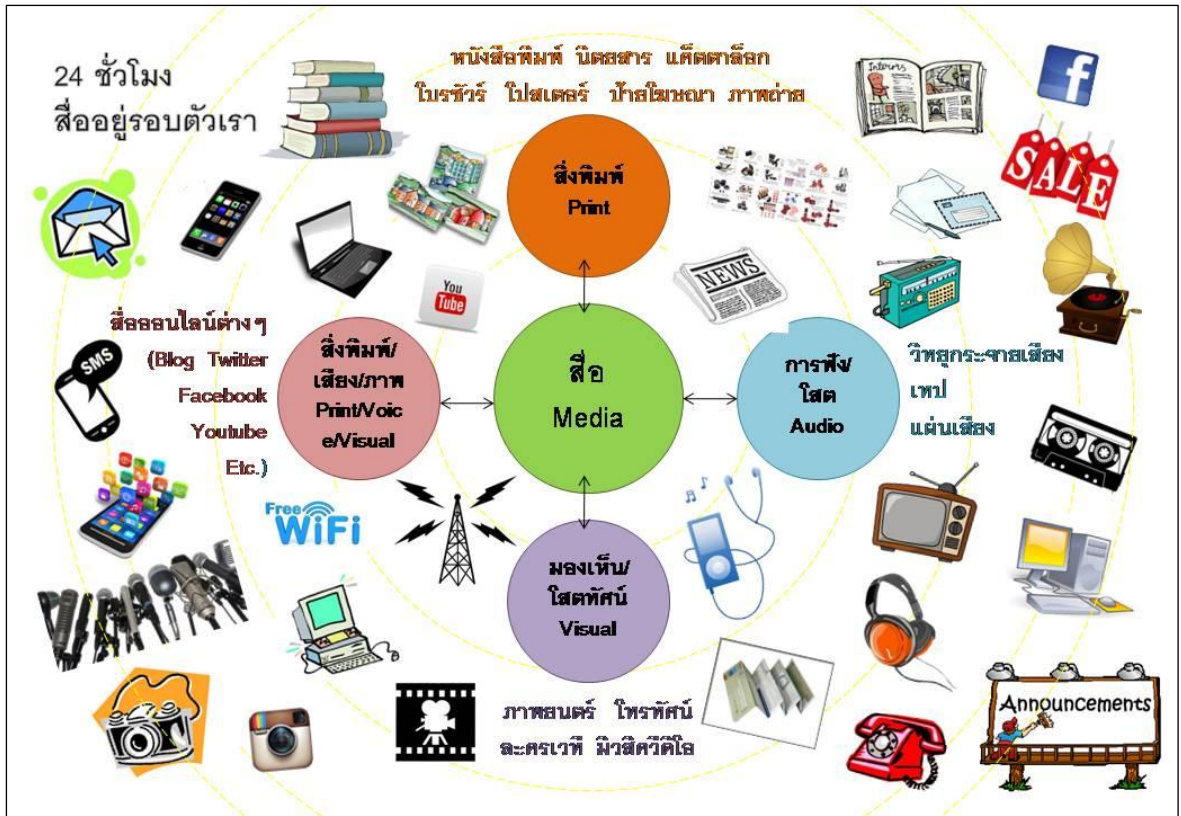 24 ชั่วโมง
สื่ออยู่รอบตัวเรา
หนังสือพิมพ์ นิตยสาร แค็ตตาล็อก
โบรชัวร์ โปสเตอร์ ป้ายโฆษณา ภาพถ่าย
Interiors
f
SALE
สิ่งพิมพ์
Print
You
Tube
NEWS
สื่อออนไลน์ต่างๆ
(Blog Twitter
Facebook
Youtube
Etc.)
SMS
สิ่งพิมพ์/
เสียง/ภาพ
Print/Voic
e/Visual
สื่อ
Media
การฟัง/
โสต
Audio
วิทยุกระจายเสียง
เทป
แผ่นเสียง
Free
WiFi
มองเห็น/
โสตทัศน์
Visual
ภาพยนตร์ โทรทัศน์
ละครเวที มิวสิควีดีโอ
Announcements